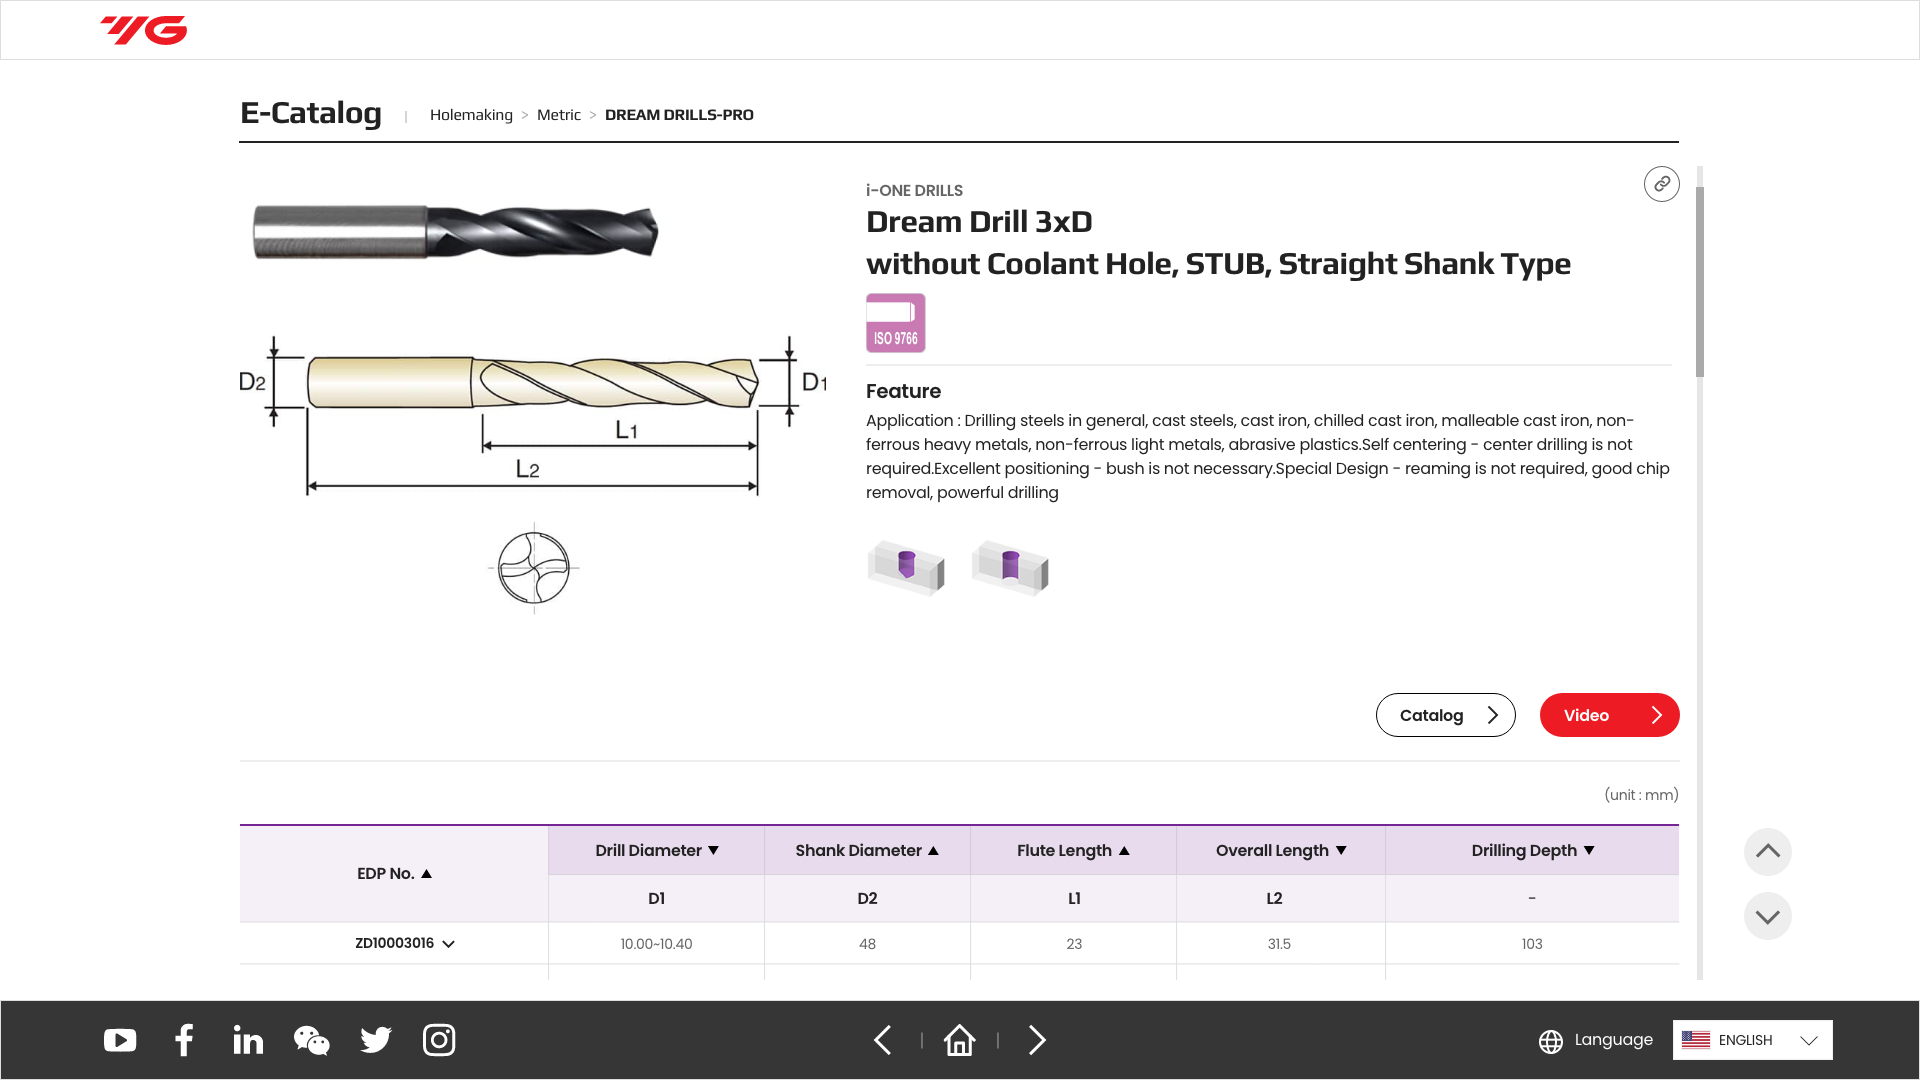 YG
E-Catalog | Holemaking > Metric > DREAM DRILLS-PRO
i-ONE DRILLS
Dream Drill 3xD
without Coolant Hole, STUB, Straight Shank Type
ISO 9766
D2
D1
L1
L2
Feature
Application : Drilling steels in general, cast steels, cast iron, chilled cast iron, malleable cast iron, non-
ferrous heavy metals, non-ferrous light metals, abrasive plastics.Self centering - center drilling is not
required.Excellent positioning - bush is not necessary.Special Design - reaming is not required, good chip
removal, powerful drilling
Catalog
Video
(unit : mm)
EDP No. ▲ Drill Diameter ▼ Shank Diameter ▲ Flute Length ▲ Overall Length ▼ Drilling Depth ▼
D1 D2 L1 L2 -
ZD10003016 10.00~10.40 48 23 31.5 103
Language ENGLISH